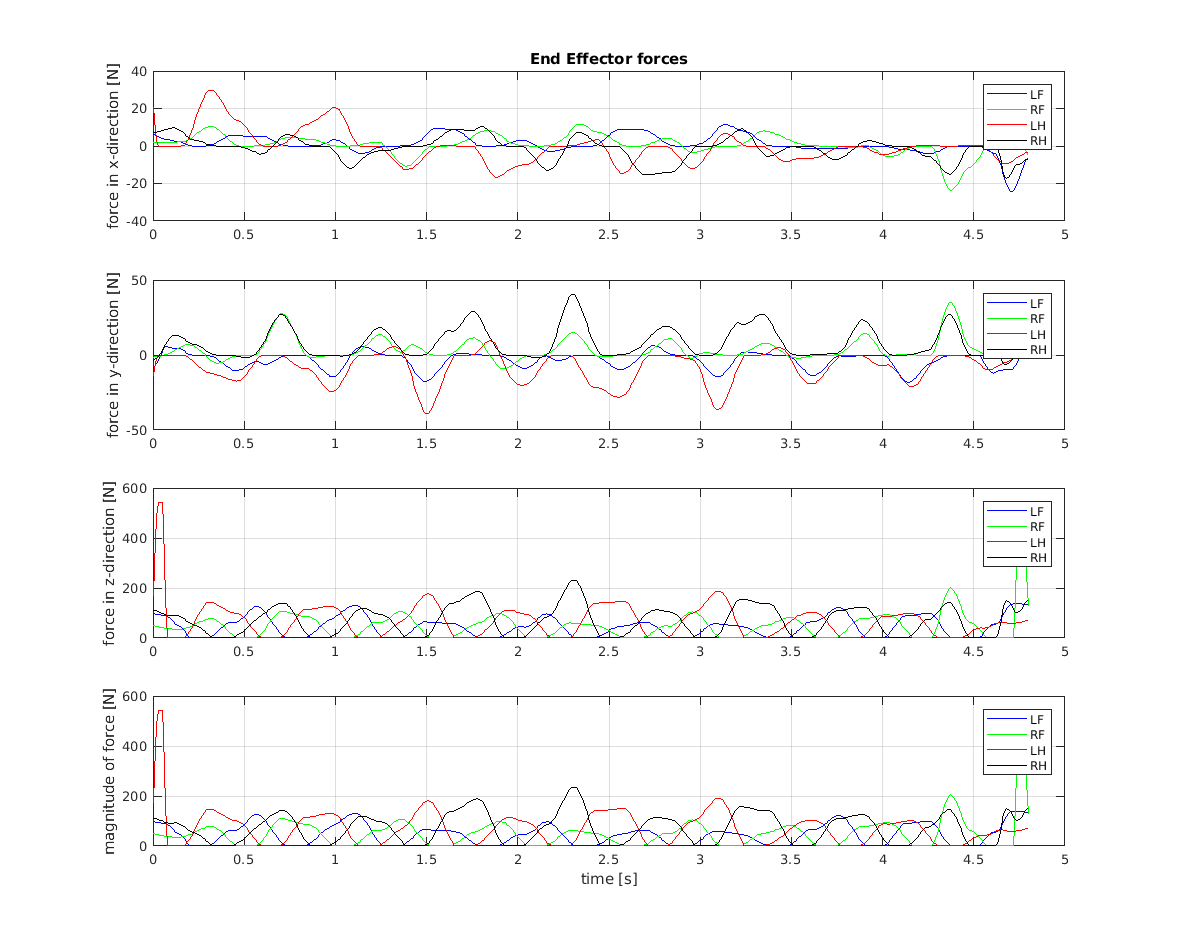 End Effector forces
force in x-direction [N]
40
20
0
-20
-40
LF
RF
LH
RH
0 0.5 1 1.5 2 2.5 3 3.5 4 4.5 5
force in y-direction [N]
50
0
-50
LF
RF
LH
RH
0 0.5 1 1.5 2 2.5 3 3.5 4 4.5 5
force in z-direction [N]
600
400
200
0
LF
RF
LH
RH
0 0.5 1 1.5 2 2.5 3 3.5 4 4.5 5
magnitude of force [N]
600
400
200
0
LF
RF
LH
RH
0 0.5 1 1.5 2 2.5 3 3.5 4 4.5 5
time [s]